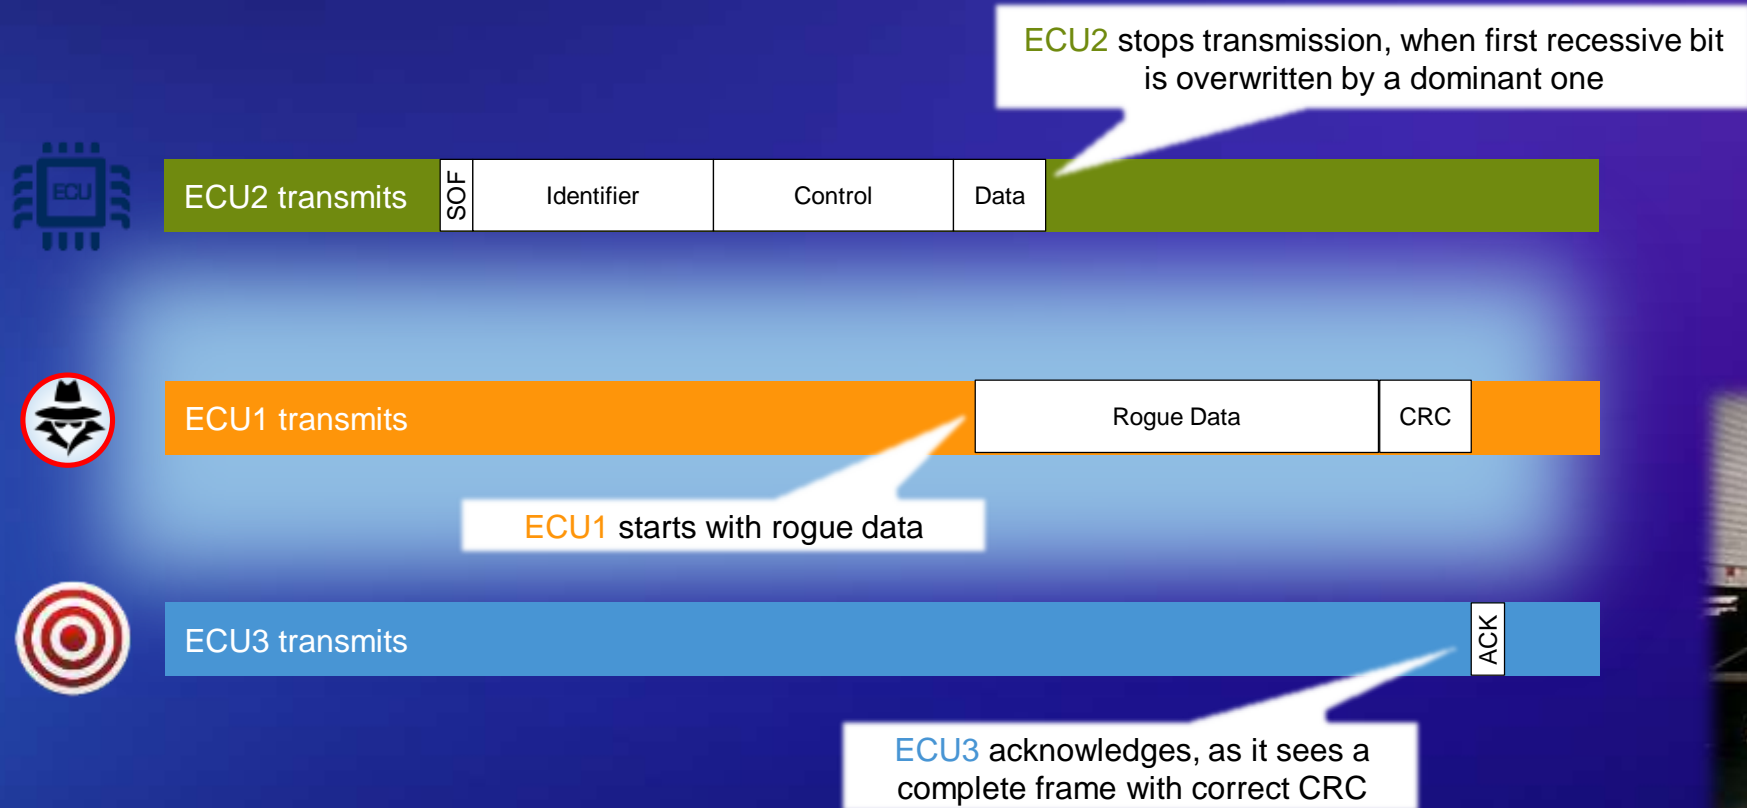 ECU2 stops transmission, when first recessive bit
is overwritten by a dominant one
ECU
ECU2 transmits
SOF
Identifier
Control
Data
ECU1 transmits
Rogue Data
CRC
ECU1 starts with rogue data
ECU3 transmits
ACK
ECU3 acknowledges, as it sees a
complete frame with correct CRC